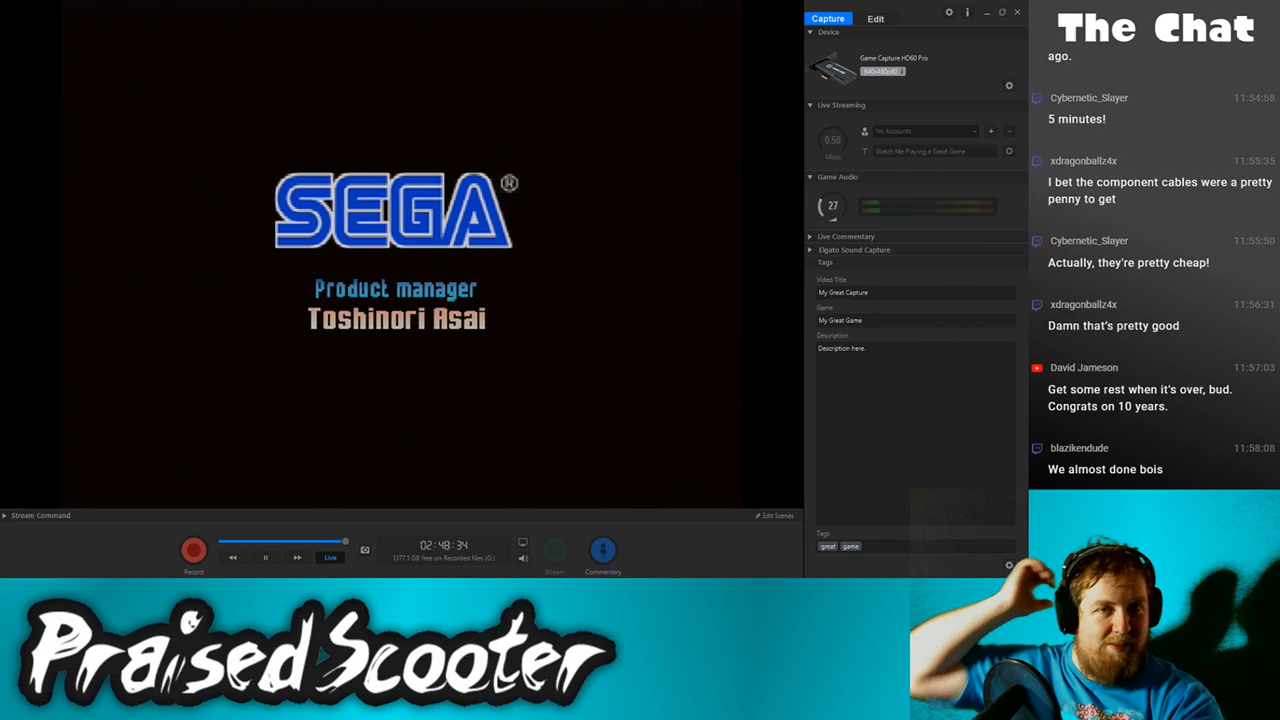 SEGA®
Product manager
Toshinori Asai
Capture
Edit
Device
Game Capture HD60 Pro
640x480p60
Live Streaming
0.50
Mbps
No Accounts
Watch Me Playing a Great Game
Game Audio
27
Live Commentary
Elgato Sound Capture
Tags
Video Title
My Great Capture
Game
My Great Game
Description
Description here.
Tags
great game
Stream Command
Edit Scenes
Record
Live
02:48:34
1377.1 GB free on Recorded files (G:)
Stream
Commentary
The Chat
ago.
Cybernetic_Slayer 11:54:58
5 minutes!
xdragonballz4x 11:55:35
I bet the component cables were a pretty
penny to get
Cybernetic_Slayer 11:55:50
Actually, they're pretty cheap!
xdragonballz4x 11:56:31
Damn that's pretty good
David Jameson 11:57:03
Get some rest when it's over, bud.
Congrats on 10 years.
blazikendude 11:58:08
We almost done bois
PraisedScooter